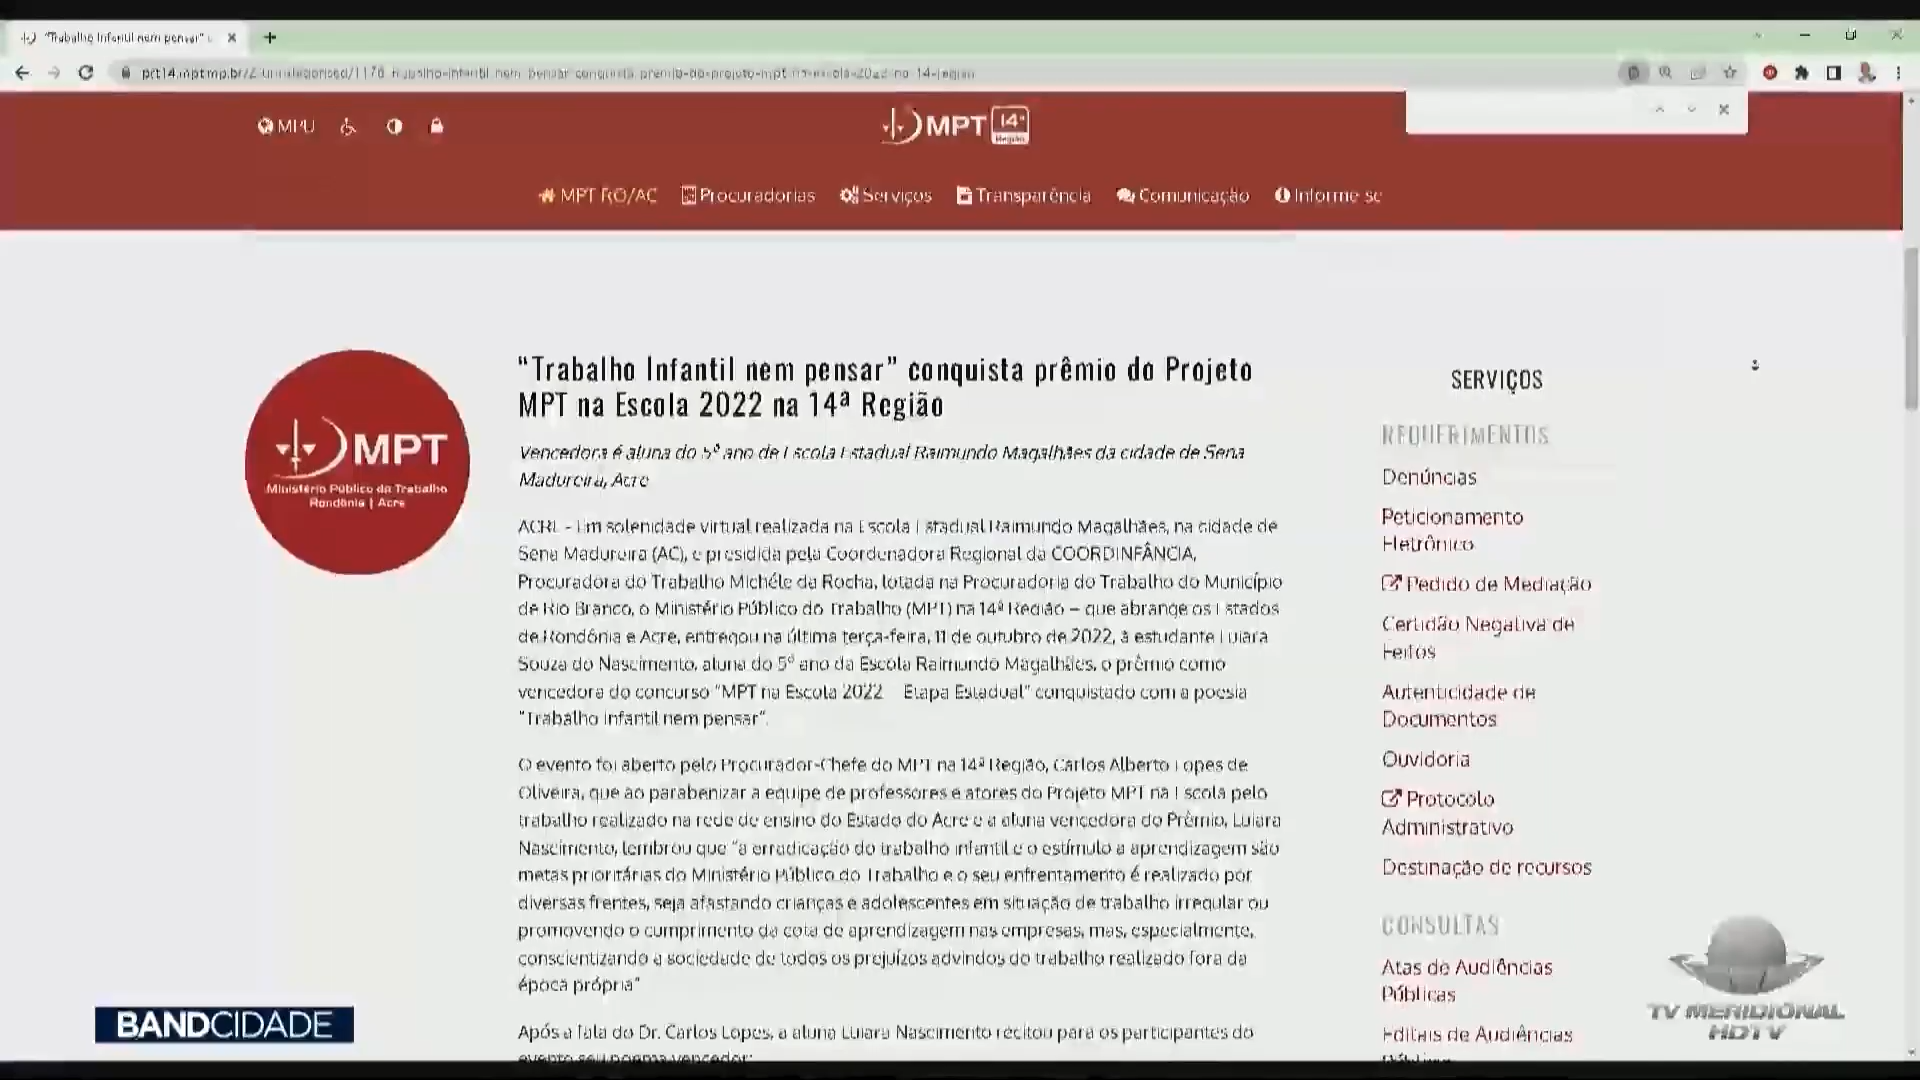 "Trabalho Infantil nem pensar"
MPU
MPT 14ª
Região
MPT RO/AC Procuradorias Serviços Transparência Comunicação Informe-se
"Trabalho Infantil nem pensar" conquista prêmio do Projeto
MPT na Escola 2022 na 14ª Região
Vencedora é aluna do 5º ano de Escola Estadual Raimundo Magalhães da cidade de Sena
Madureira, Acre
MPT
Ministério Público do Trabalho
Rondônia | Acre
ACRE - Em solenidade virtual realizada na Escola Estadual Raimundo Magalhães, na cidade de
Sena Madureira (AC), e presidida pela Coordenadora Regional da COORDINFÂNCIA,
Procuradora do Trabalho Michéle da Rocha, lotada na Procuradoria do Trabalho do Município
de Rio Branco, o Ministério Público do Trabalho (MPT) na 14ª Região – que abrange os Estados
de Rondônia e Acre, entregou na última terça-feira, 11 de outubro de 2022, à estudante Luiara
Souza do Nascimento, aluna do 5º ano da Escola Raimundo Magalhães, o prêmio como
vencedora do concurso "MPT na Escola 2022 Etapa Estadual" conquistado com a poesia
"Trabalho Infantil nem pensar".
O evento foi aberto pelo Procurador-Chefe do MPT na 14ª Região, Carlos Alberto Lopes de
Oliveira, que ao parabenizar a equipe de professores e atores do Projeto MPT na Escola pelo
trabalho realizado na rede de ensino do Estado do Acre e a aluna vencedora do Prêmio, Luiara
Nascimento, lembrou que "a erradicação do trabalho infantil e o estímulo a aprendizagem são
metas prioritárias do Ministério Público do Trabalho e o seu enfrentamento é realizado por
diversas frentes, seja afastando crianças e adolescentes em situação de trabalho irregular ou
promovendo o cumprimento da cota de aprendizagem nas empresas, mas, especialmente,
conscientizando a sociedade de todos os prejuízos advindos do trabalho realizado fora da
época própria"
Após a fala do Dr. Carlos Lopes, a aluna Luiara Nascimento recitou para os participantes do
evento seu poema vencedor:
SERVIÇOS
REQUERIMENTOS
Denúncias
Peticionamento
Eletrônico
Pedido de Mediação
Certidão Negativa de
Feitos
Autenticidade de
Documentos
Ouvidoria
Protocolo
Administrativo
Destinação de recursos
CONSULTAS
Atas de Audiências
Públicas
Editais de Audiências
BANDCIDADE
TV MERIDIONAL
HDTV